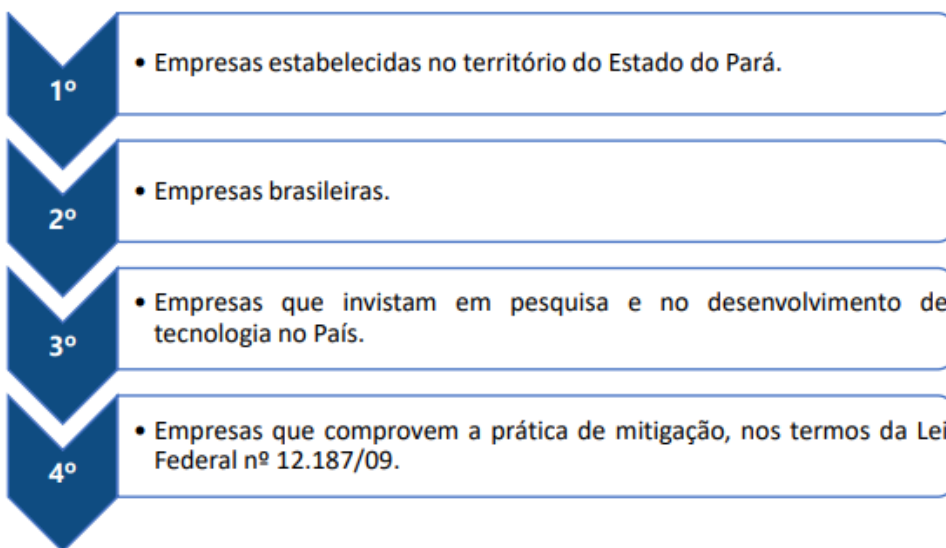 1º
• Empresas estabelecidas no território do Estado do Pará.
2º
• Empresas brasileiras.
3º
• Empresas que invistam em pesquisa e no desenvolvimento de
tecnologia no País.
4º
• Empresas que comprovem a prática de mitigação, nos termos da Lei
Federal nº 12.187/09.